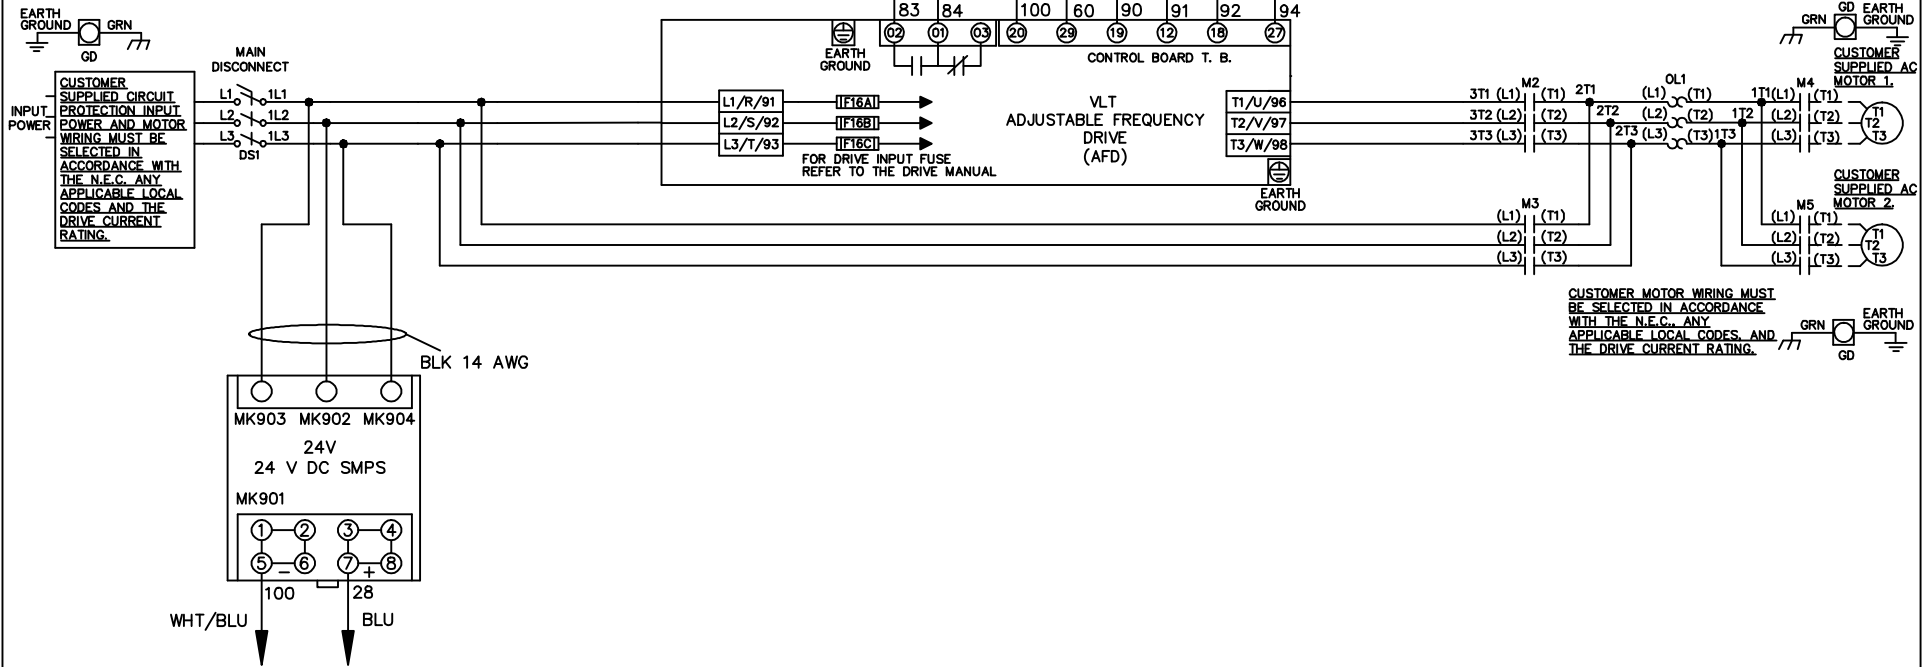 EARTH
GROUND
GRN
GD
MAIN
DISCONNECT
INPUT
POWER
CUSTOMER
SUPPLIED CIRCUIT
PROTECTION INPUT
POWER AND MOTOR
WIRING MUST BE
SELECTED IN
ACCORDANCE WITH
THE N.E.C. ANY
APPLICABLE LOCAL
CODES AND THE
DRIVE CURRENT
RATING.
L1 1L1
L2 1L2
L3 1L3
DS1
83 84 100 60 90 91 92 94
02 01 03 20 29 19 12 18 27
EARTH
GROUND
CONTROL BOARD T. B.
L1/R/91
L2/S/92
L3/T/93
F16A
F16B
F16C
FOR DRIVE INPUT FUSE
REFER TO THE DRIVE MANUAL
VLT
ADJUSTABLE FREQUENCY
DRIVE
(AFD)
T1/U/96
T2/V/97
T3/W/98
EARTH
GROUND
M2
3T1 (L1) (T1) 2T1
3T2 (L2) (T2) 2T2
3T3 (L3) (T3) 2T3
OL1
(L1) (T1) 1T1
(L2) (T2) 1T2
(L3) (T3) 1T3
M4
(L1) (T1)
(L2) (T2)
(L3) (T3)
T1
T2
T3
GD
GRN
EARTH
GROUND
CUSTOMER
SUPPLIED AC
MOTOR 1.
CUSTOMER
SUPPLIED AC
MOTOR 2.
M3
(L1) (T1)
(L2) (T2)
(L3) (T3)
M5
(L1) (T1)
(L2) (T2)
(L3) (T3)
T1
T2
T3
CUSTOMER MOTOR WIRING MUST
BE SELECTED IN ACCORDANCE
WITH THE N.E.C., ANY
APPLICABLE LOCAL CODES, AND
THE DRIVE CURRENT RATING.
GRN
EARTH
GROUND
GD
BLK 14 AWG
MK903 MK902 MK904
24V
24 V DC SMPS
MK901
1 2 3 4
5 6 7 8
- +
100 28
WHT/BLU BLU